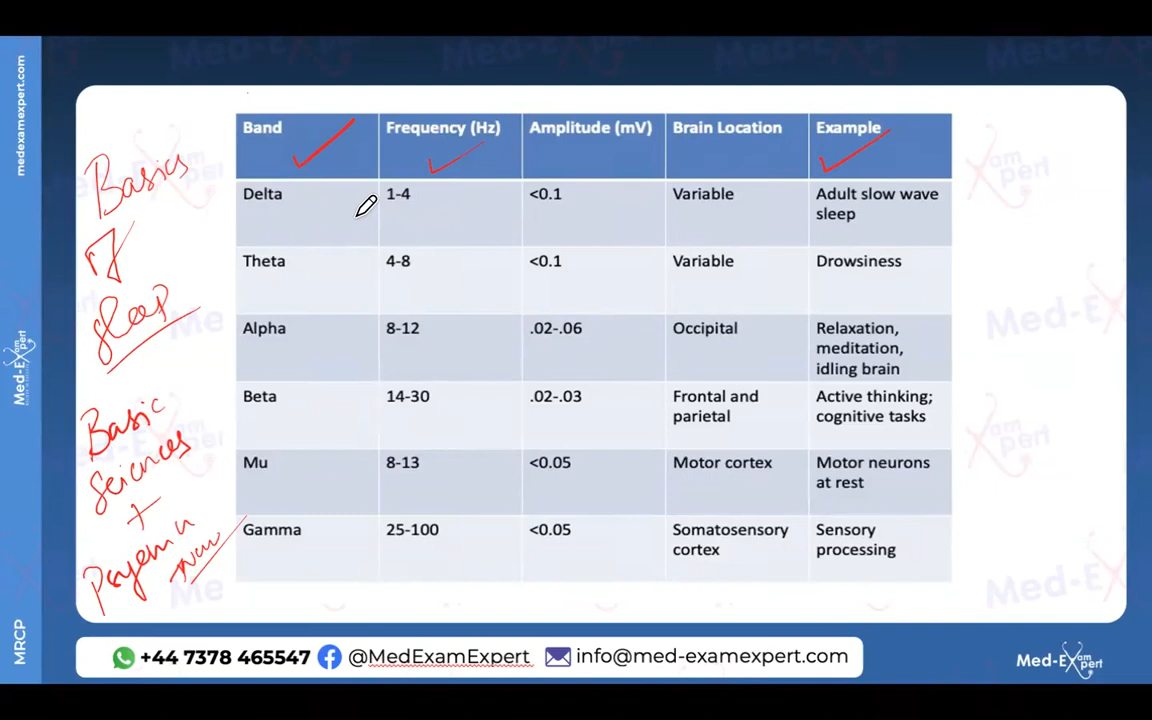 medexamexpert.com
Med-Expert
MRCP
Basics
of
sleep
Basic
Sciences
+
Band Frequency (Hz) Amplitude (mV) Brain Location Example
Delta 1-4 <0.1 Variable Adult slow wave
sleep
Theta 4-8 <0.1 Variable Drowsiness
Alpha 8-12 .02-.06 Occipital Relaxation,
meditation,
idling brain
Beta 14-30 .02-.03 Frontal and Active thinking;
parietal cognitive tasks
Mu 8-13 <0.05 Motor cortex Motor neurons
at rest
Gamma 25-100 <0.05 Somatosensory Sensory
cortex processing
+44 7378 465547 @MedExamExpert info@med-examexpert.com
Med-Exam
pert